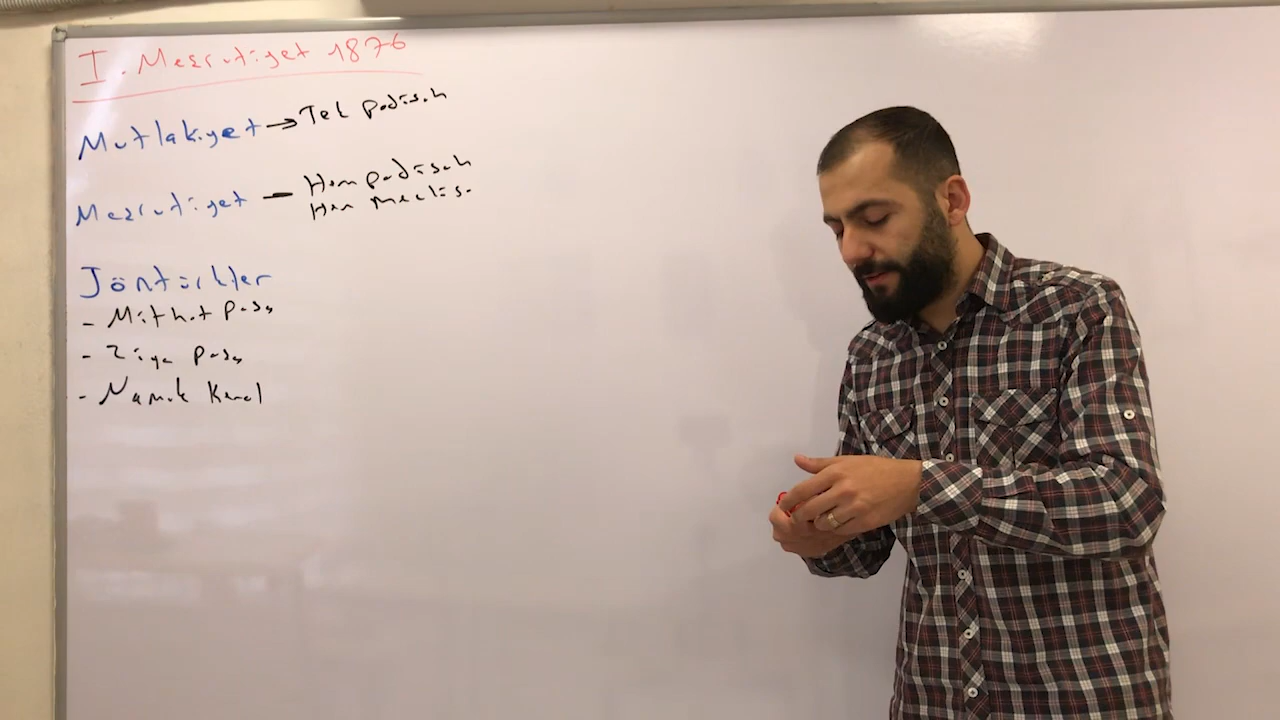 I. Meşrutiyet 1876
Mutlakiyet → Tek padişah
Meşrutiyet - Hem padişah
Hem meclis.
Jöntürkler
- Mithat Paşa
- Ziya Paşa
- Namık Kemal